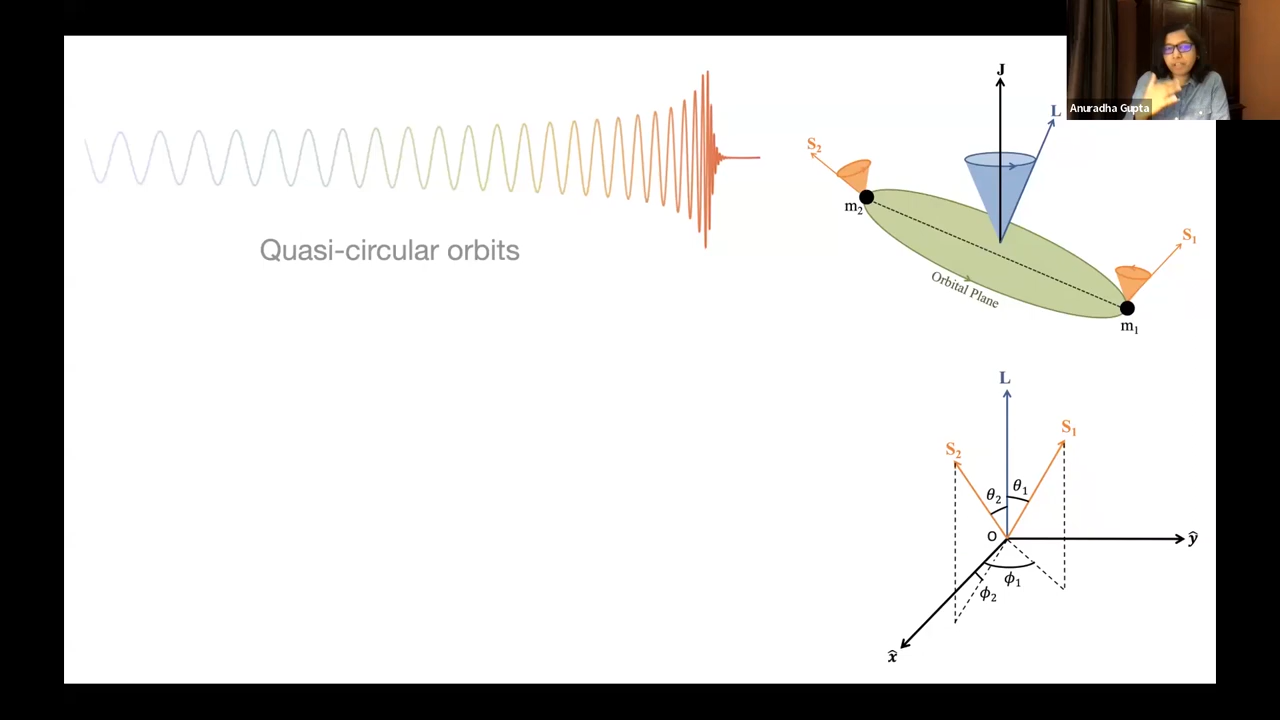 Anuradha Gupta
Quasi-circular orbits
J
L
S₂
m₂
S₁
Orbital Plane
m₁
L
S₁
S₂
θ₁
θ₂
O
ŷ
ϕ₁
ϕ₂
x̂